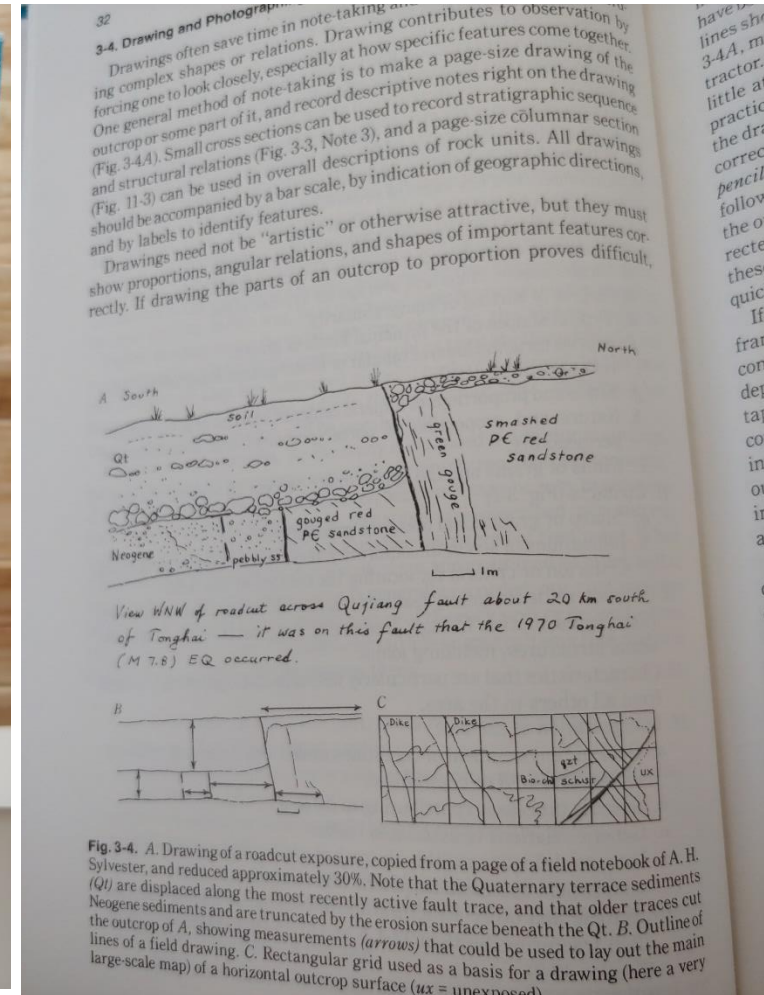 32
3-4. Drawing and
Drawings often save time in note-taking
ing complex shapes or relations. Drawing contributes to observation by
forcing one to look closely, especially at how specific features come together.
One general method of note-taking is to make a page-size drawing of the
outcrop or some part of it, and record descriptive notes right on the drawing
(Fig. 3-4A). Small cross sections can be used to record stratigraphic sequence
and structural relations (Fig. 3-3, Note 3), and a page-size columnar section
(Fig. 11-3) can be used in overall descriptions of rock units. All drawings
should be accompanied by a bar scale, by indication of geographic directions,
and by labels to identify features.
Drawings need not be "artistic" or otherwise attractive, but they must
show proportions, angular relations, and shapes of important features cor-
rectly. If drawing the parts of an outcrop to proportion proves difficult,
A South
North
soil
Qt
Qt
green gouge
smashed
P€ red
sandstone
Neogene
pebbly ss
gouged red
P€ sandstone
1m
View WNW of roadcut across Qujiang fault about 20 km south
of Tonghai — it was on this fault that the 1970 Tonghai
(M 7.8) EQ occurred.
B
C
Dike
Dike
qzt
schist
ux
Fig. 3-4. A. Drawing of a roadcut exposure, copied from a page of a field notebook of A. H.
Sylvester, and reduced approximately 30%. Note that the Quaternary terrace sediments
(Qt) are displaced along the most recently active fault trace, and that older traces cut
Neogene sediments and are truncated by the erosion surface beneath the Qt. B. Outline of
the outcrop of A, showing measurements (arrows) that could be used to lay out the main
lines of a field drawing. C. Rectangular grid used as a basis for a drawing (here a very
large-scale map) of a horizontal outcrop surface (ux = unexposed)
have
lines
3-4A,
tractor.
little
the
pencil
the
If